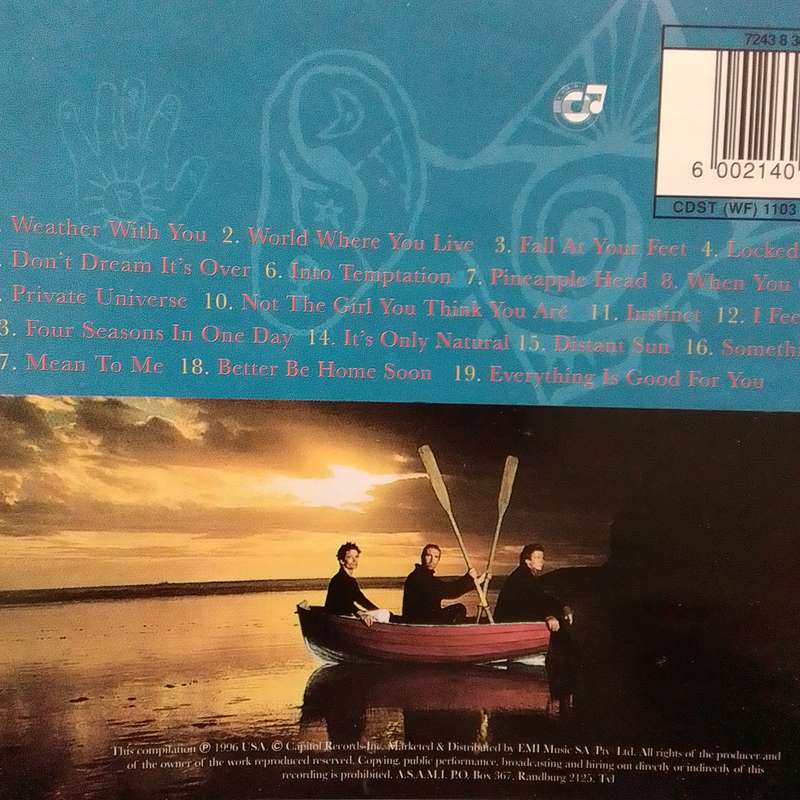 7243 8 3
6 002140
CDST (WF) 1103
. Weather With You 2. World Where You Live 3. Fall At Your Feet 4. Locked
. Don't Dream It's Over 6. Into Temptation 7. Pineapple Head 8. When You
. Private Universe 10. Not The Girl You Think You Are 11. Instinct 12. I Fee
3. Four Seasons In One Day 14. It's Only Natural 15. Distant Sun 16. Somethi
7. Mean To Me 18. Better Be Home Soon 19. Everything Is Good For You
This compilation ℗ 1996 USA. © Capitol Records Inc. Marketed & Distributed by EMI Music SA Pty Ltd. All rights of the producer and
of the owner of the work reproduced reserved. Copying, public performance, broadcasting and hiring out directly or indirectly of this
recording is prohibited. A.S.A.M.I. P.O. Box 367, Randburg 2125. Tvl